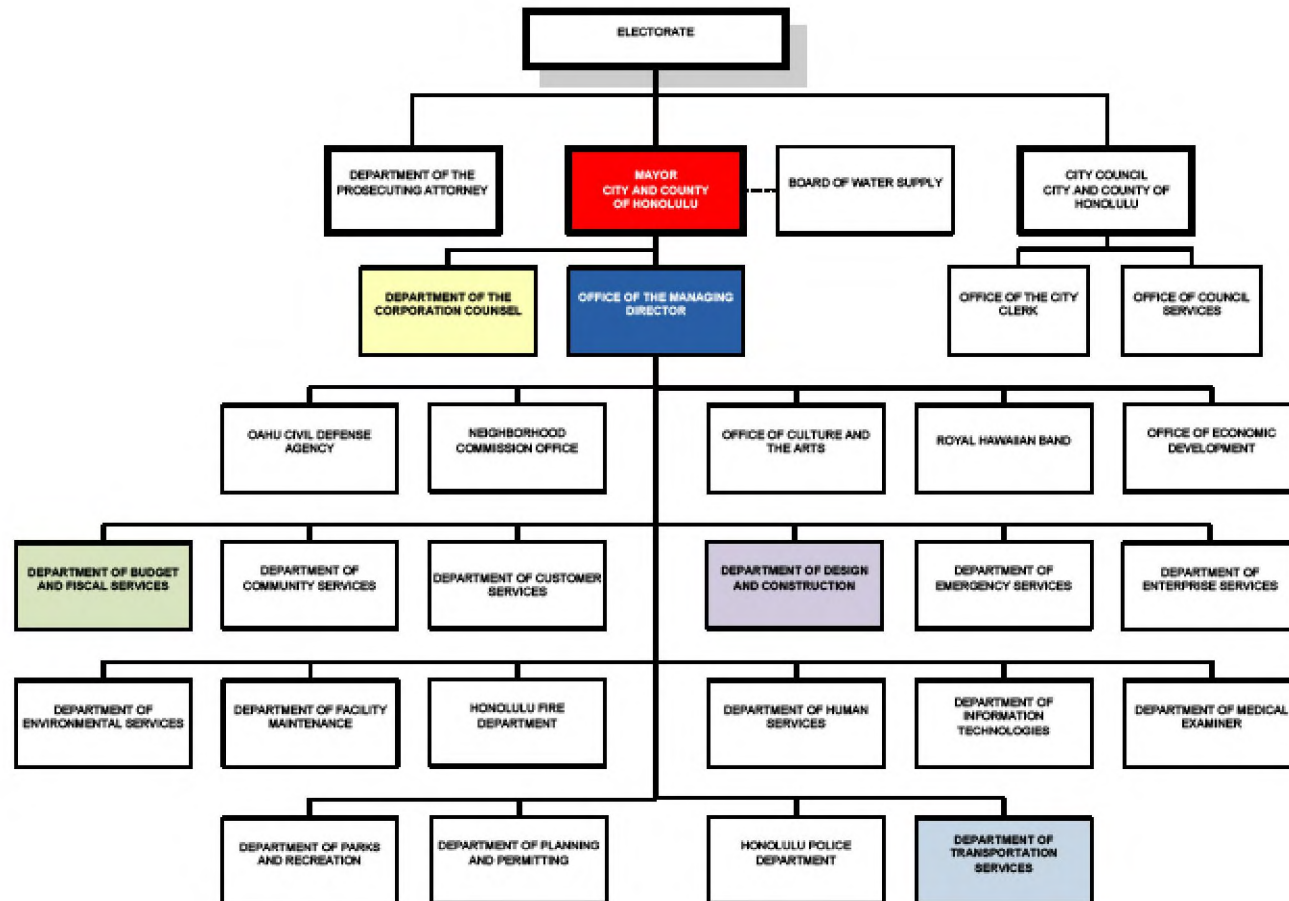 ELECTORATE
DEPARTMENT OF THE
PROSECUTING ATTORNEY
MAYOR
CITY AND COUNTY
OF HONOLULU
BOARD OF WATER SUPPLY
CITY COUNCIL
CITY AND COUNTY OF
HONOLULU
DEPARTMENT OF THE
CORPORATION COUNSEL
OFFICE OF THE MANAGING
DIRECTOR
OFFICE OF THE CITY
CLERK
OFFICE OF COUNCIL
SERVICES
OAHU CIVIL DEFENSE
AGENCY
NEIGHBORHOOD
COMMISSION OFFICE
OFFICE OF CULTURE AND
THE ARTS
ROYAL HAWAIIAN BAND
OFFICE OF ECONOMIC
DEVELOPMENT
DEPARTMENT OF BUDGET
AND FISCAL SERVICES
DEPARTMENT OF
COMMUNITY SERVICES
DEPARTMENT OF CUSTOMER
SERVICES
DEPARTMENT OF DESIGN
AND CONSTRUCTION
DEPARTMENT OF
EMERGENCY SERVICES
DEPARTMENT OF
ENTERPRISE SERVICES
DEPARTMENT OF
ENVIRONMENTAL SERVICES
DEPARTMENT OF FACILITY
MAINTENANCE
HONOLULU FIRE
DEPARTMENT
DEPARTMENT OF HUMAN
SERVICES
DEPARTMENT OF
INFORMATION
TECHNOLOGIES
DEPARTMENT OF MEDICAL
EXAMINER
DEPARTMENT OF PARKS
AND RECREATION
DEPARTMENT OF PLANNING
AND PERMITTING
HONOLULU POLICE
DEPARTMENT
DEPARTMENT OF
TRANSPORTATION
SERVICES